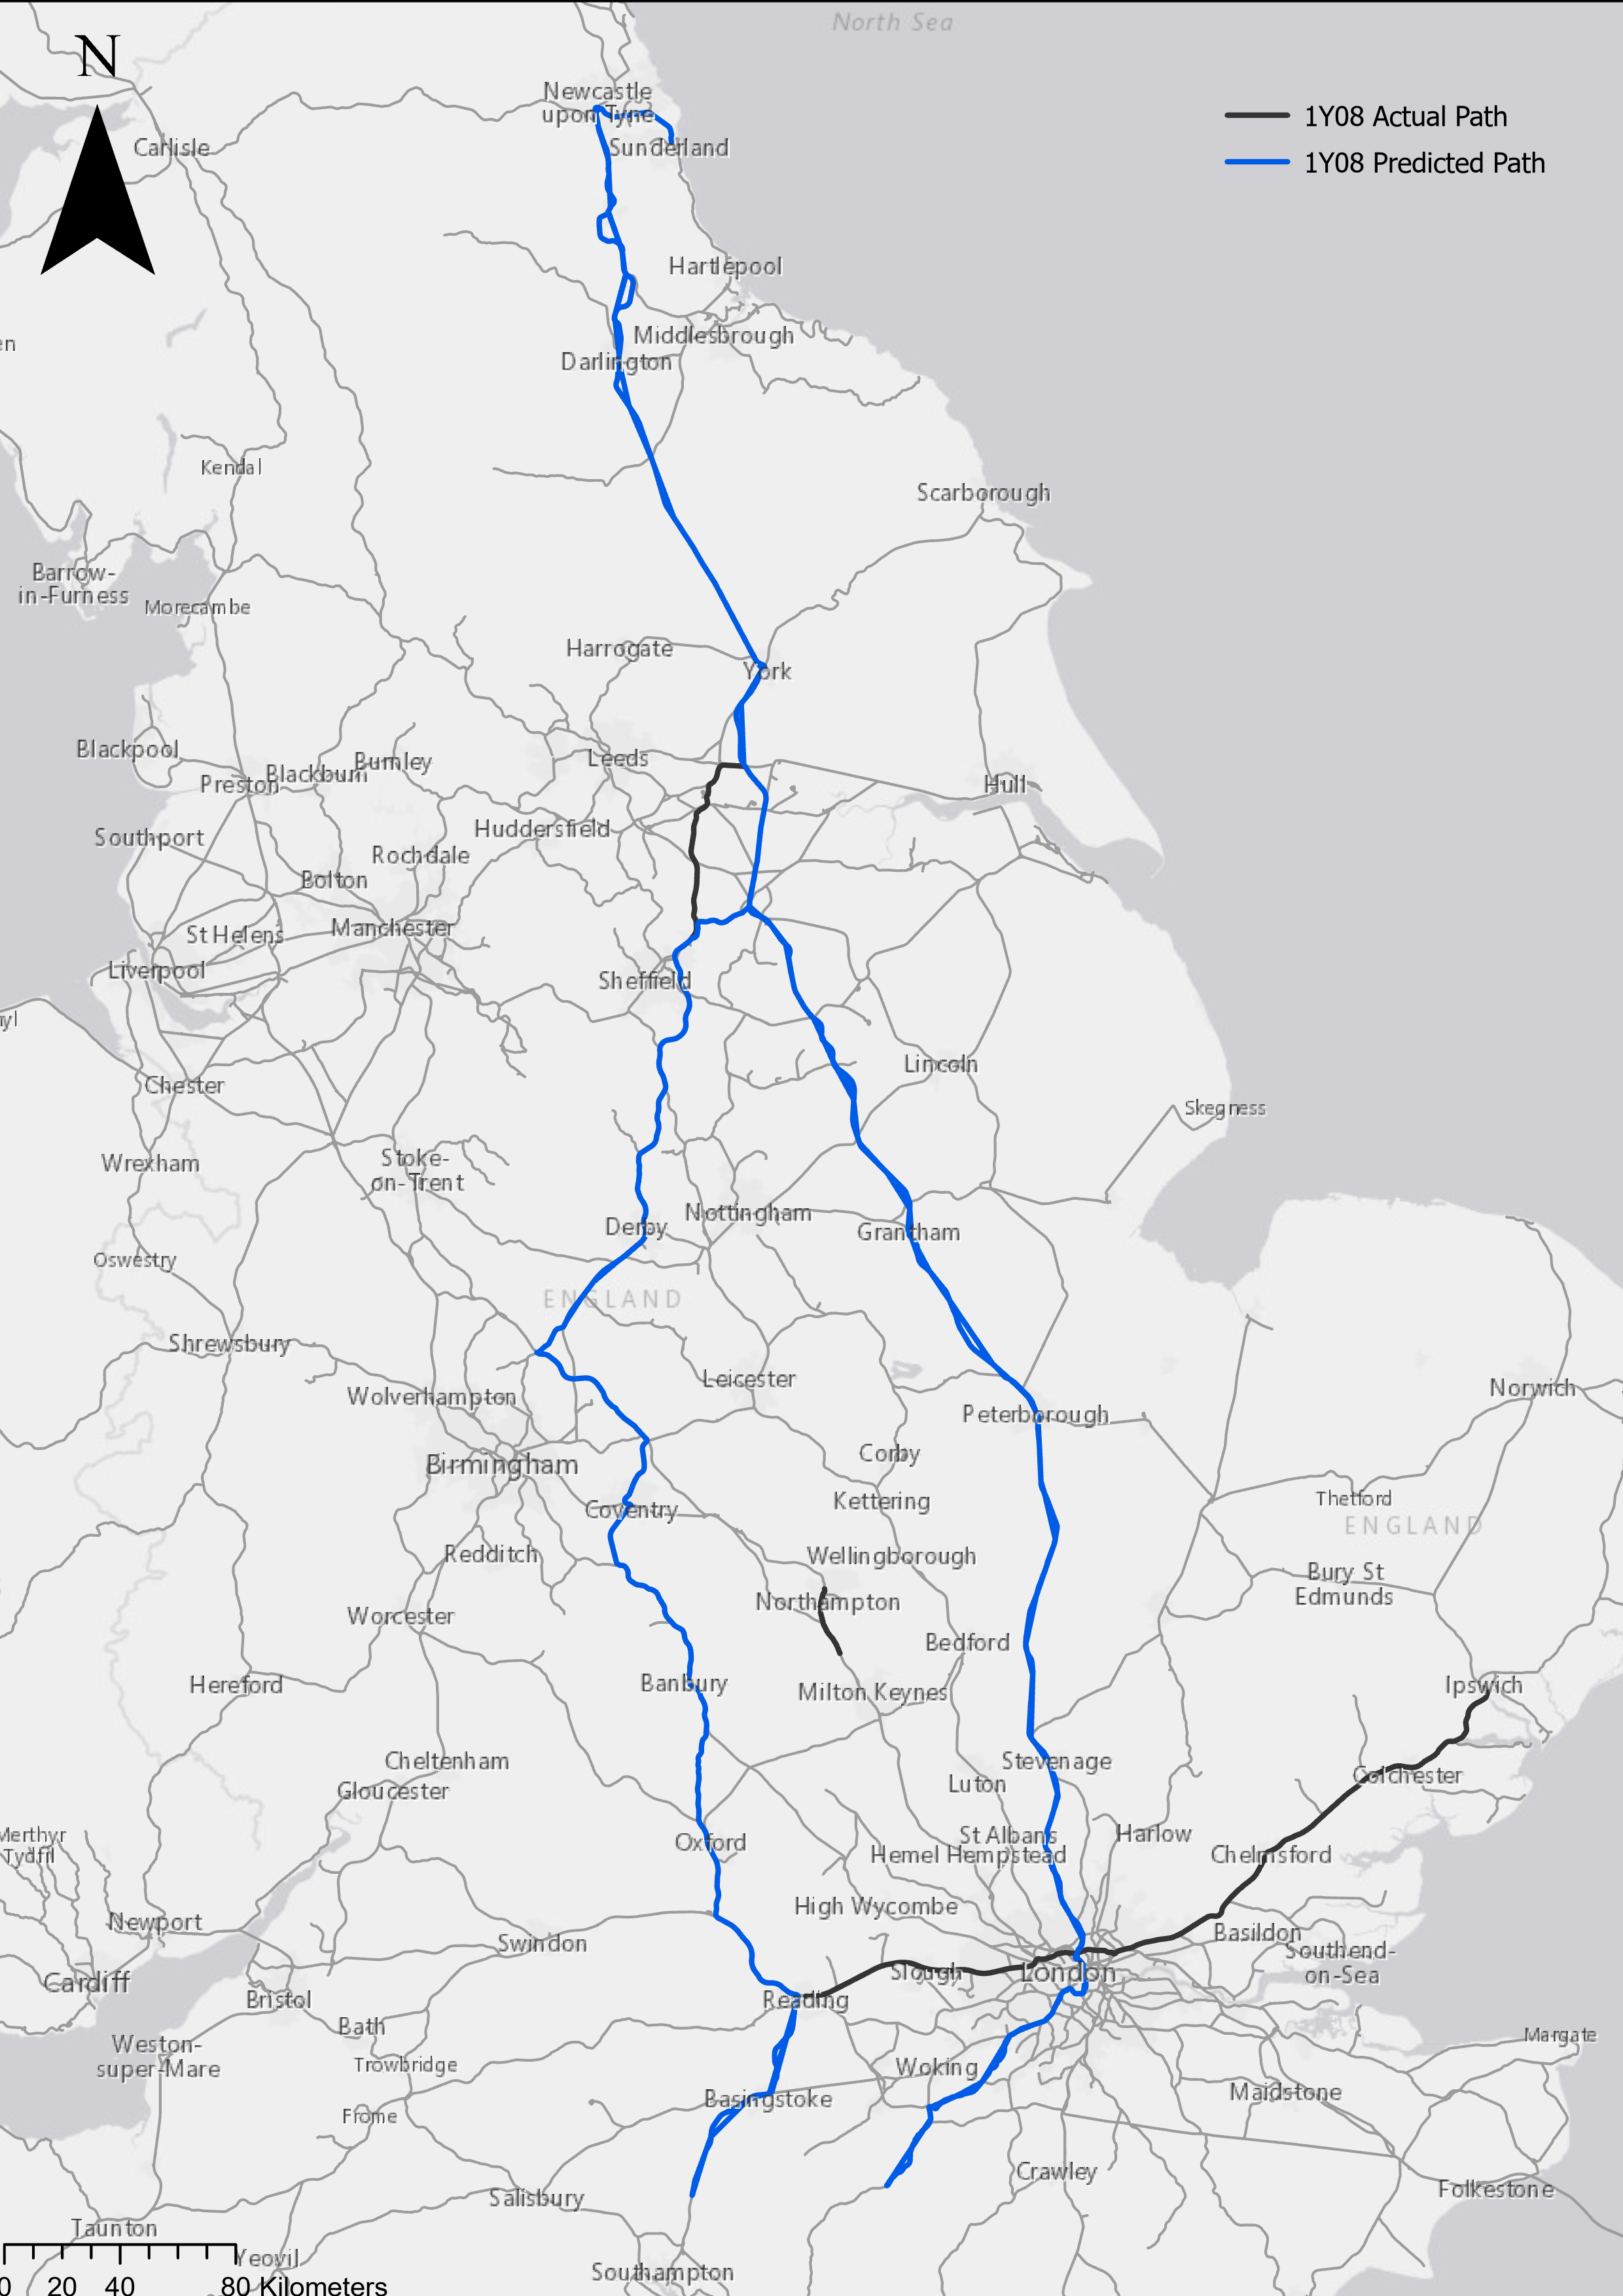 North Sea
N
Newcastle
upon Tyne
1Y08 Actual Path
Carlisle
Sunderland
1Y08 Predicted Path
Hartlepool
Middlesbrough
Darlington
Kendal
Scarborough
Barrow-
in-Furness
Morecambe
Harrogate
York
Blackpool
Leeds
Burnley
Blackburn
Preston
Hull
Southport
Huddersfield
Rochdale
Bolton
Manchester
St Helens
Liverpool
Sheffield
Lincoln
Chester
Skegness
Wrexham
Stoke-
on-Trent
Nottingham
Derby
Grantham
Oswestry
ENGLAND
Shrewsbury
Leicester
Norwich
Wolverhampton
Peterborough
Corby
Birmingham
Kettering
Thetford
Coventry
ENGLAND
Redditch
Wellingborough
Bury St
Edmunds
Northampton
Worcester
Bedford
Hereford
Banbury
Milton Keynes
Ipswich
Cheltenham
Stevenage
Colchester
Luton
Gloucester
Merthyr
Tydfil
Oxford
St Albans
Harlow
Hemel Hempstead
Chelmsford
High Wycombe
Newport
Basildon
Swindon
Southend-
on-Sea
Cardiff
Slough
London
Bristol
Reading
Bath
Weston-
super-Mare
Margate
Trowbridge
Woking
Basingstoke
Maidstone
Frome
Crawley
Salisbury
Folkestone
Taunton
Yeovil
Southampton
0 20 40 80 Kilometers